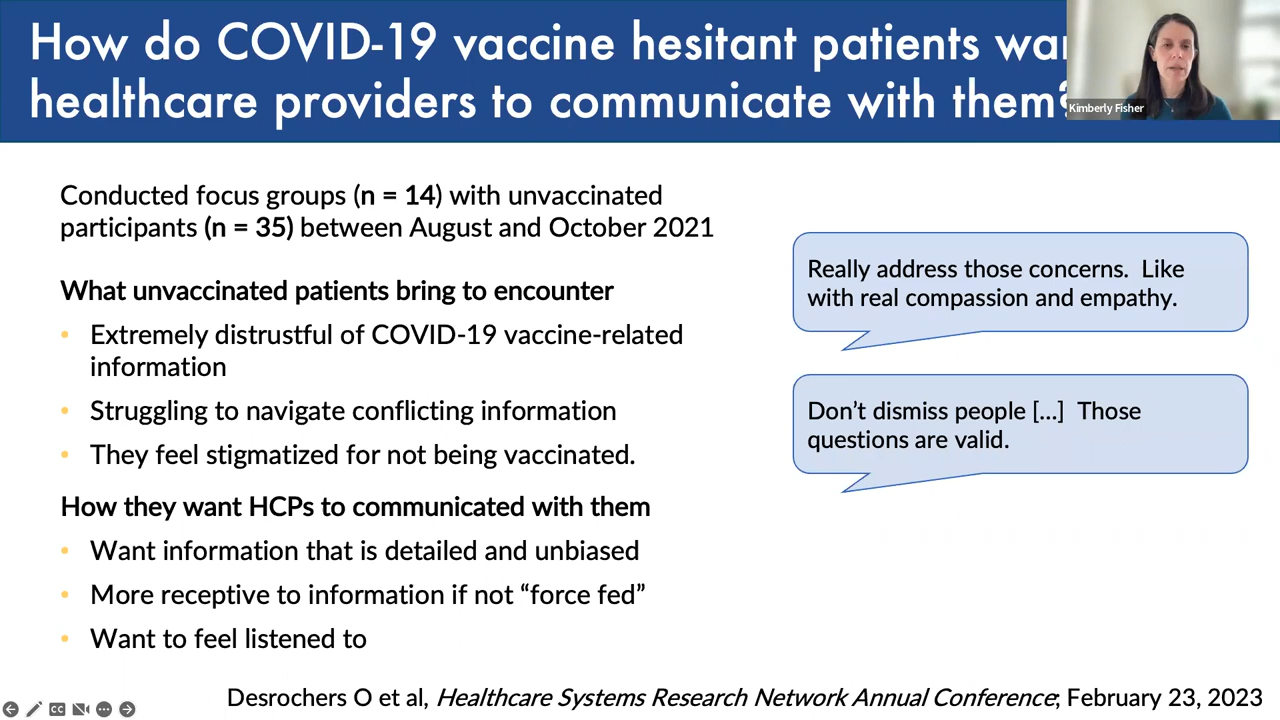 How do COVID-19 vaccine hesitant patients
healthcare providers to communicate with them?
Kimberly Fisher
Conducted focus groups (n = 14) with unvaccinated
participants (n = 35) between August and October 2021
What unvaccinated patients bring to encounter
• Extremely distrustful of COVID-19 vaccine-related
information
• Struggling to navigate conflicting information
• They feel stigmatized for not being vaccinated.
How they want HCPs to communicated with them
• Want information that is detailed and unbiased
• More receptive to information if not “force fed”
• Want to feel listened to
Really address those concerns.  Like
with real compassion and empathy.
Don’t dismiss people [...]  Those
questions are valid.
Desrochers O et al, Healthcare Systems Research Network Annual Conference; February 23, 2023
CC